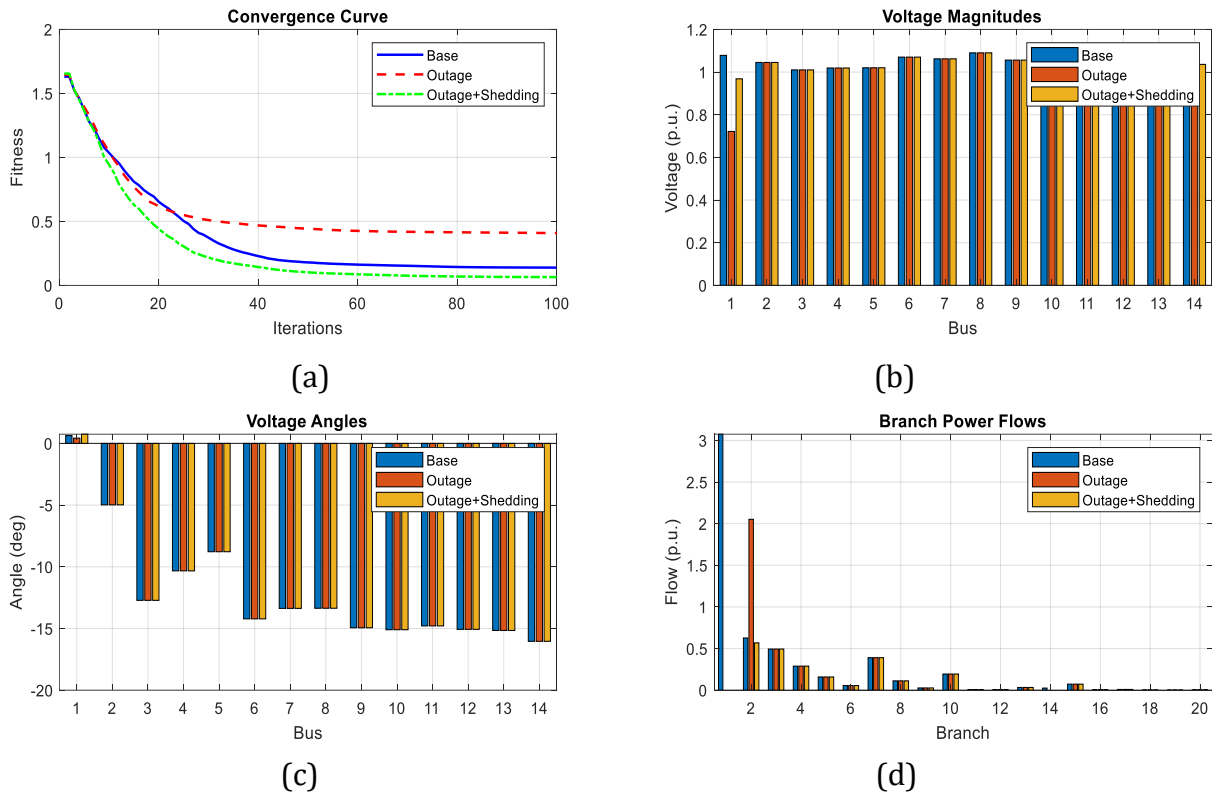 Convergence Curve
2
1.5
1
0.5
0
Fitness
0 20 40 60 80 100
Iterations
Base
Outage
Outage+Shedding
(a)
Voltage Magnitudes
1.2
1
0.8
0.6
0.4
0.2
0
Voltage (p.u.)
1 2 3 4 5 6 7 8 9 10 11 12 13 14
Bus
Base
Outage
Outage+Shedding
(b)
Voltage Angles
0
-5
-10
-15
-20
Angle (deg)
1 2 3 4 5 6 7 8 9 10 11 12 13 14
Bus
Base
Outage
Outage+Shedding
(c)
Branch Power Flows
3
2.5
2
1.5
1
0.5
0
Flow (p.u.)
2 4 6 8 10 12 14 16 18 20
Branch
Base
Outage
Outage+Shedding
(d)